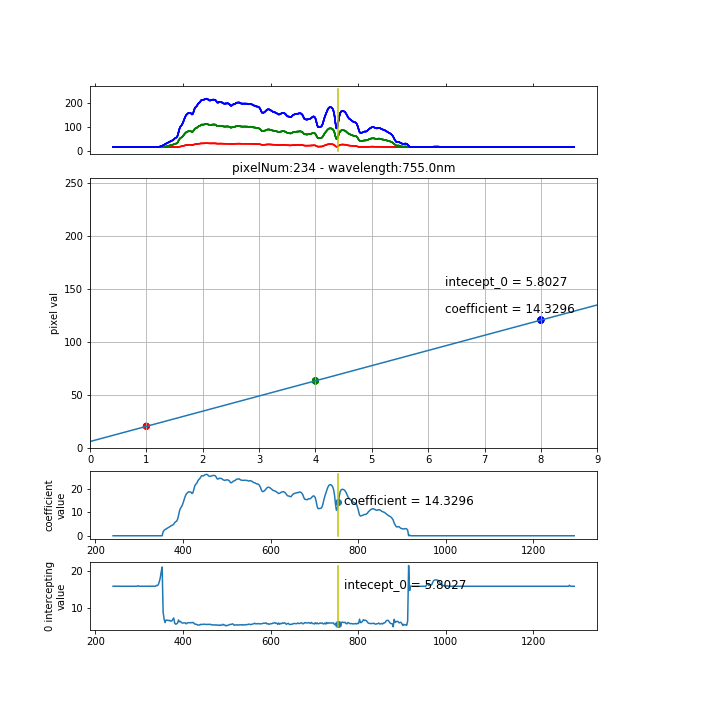 200
100
0
pixelNum:234 - wavelength:755.0nm
250
200
150
100
50
0
pixel val
intecept_0 = 5.8027
coefficient = 14.3296
0 1 2 3 4 5 6 7 8 9
20
10
0
coefficient
value
coefficient = 14.3296
200 400 600 800 1000 1200
20
10
0 intercepting
value
intecept_0 = 5.8027
200 400 600 800 1000 1200